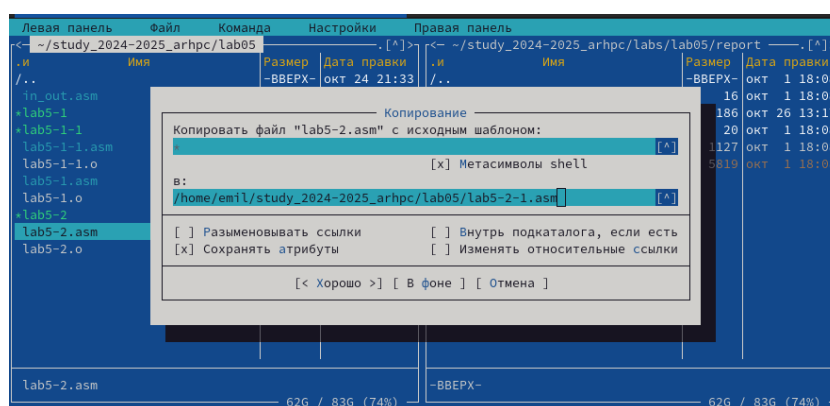 Левая панель Файл Команда Настройки Правая панель
<— ~/study_2024-2025_arhpc/lab05 .[^]> <— ~/study_2024-2025_arhpc/labs/lab05/report .[^]
.и Имя Размер Дата правки .и Имя Размер Дата правки
/.. -ВВЕРХ- окт 24 21:33 /.. -ВВЕРХ- окт 1 18:0
in_out.asm 16 окт 1 18:0
*lab5-1 186 окт 26 13:1
*lab5-1-1 20 окт 1 18:0
lab5-1-1.asm 1127 окт 1 18:0
lab5-1-1.o 5819 окт 1 18:0
lab5-1.asm
lab5-1.o
*lab5-2
lab5-2.asm
lab5-2.o
Копирование
Копировать файл "lab5-2.asm" с исходным шаблоном:
* [^]
[x] Метасимволы shell
в:
/home/emil/study_2024-2025_arhpc/lab05/lab5-2-1.asm [^]
[ ] Разыменовывать ссылки [ ] Внутрь подкаталога, если есть
[x] Сохранять атрибуты [ ] Изменять относительные ссылки
[< Хорошо >] [ В фоне ] [ Отмена ]
lab5-2.asm -ВВЕРХ-
62G / 83G (74%) 62G / 83G (74%)